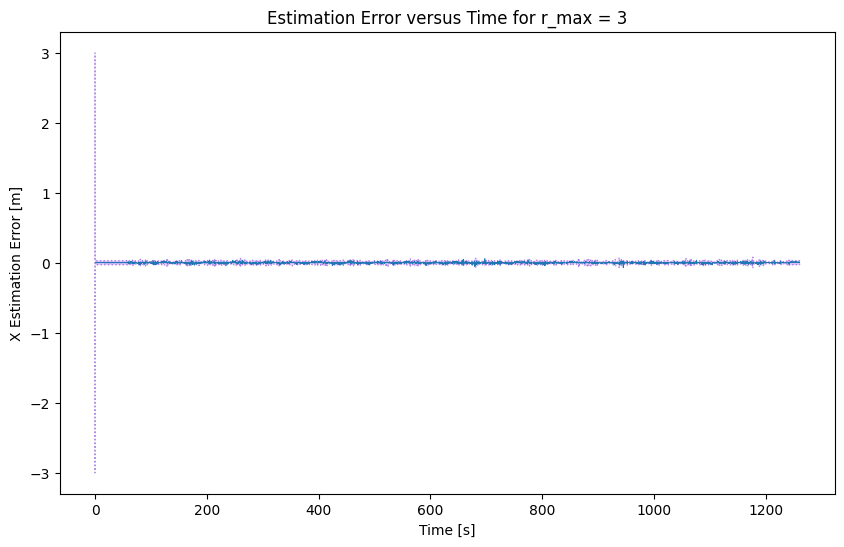 Estimation Error versus Time for r_max = 3
X Estimation Error [m]
3
2
1
0
−1
−2
−3
0 200 400 600 800 1000 1200
Time [s]